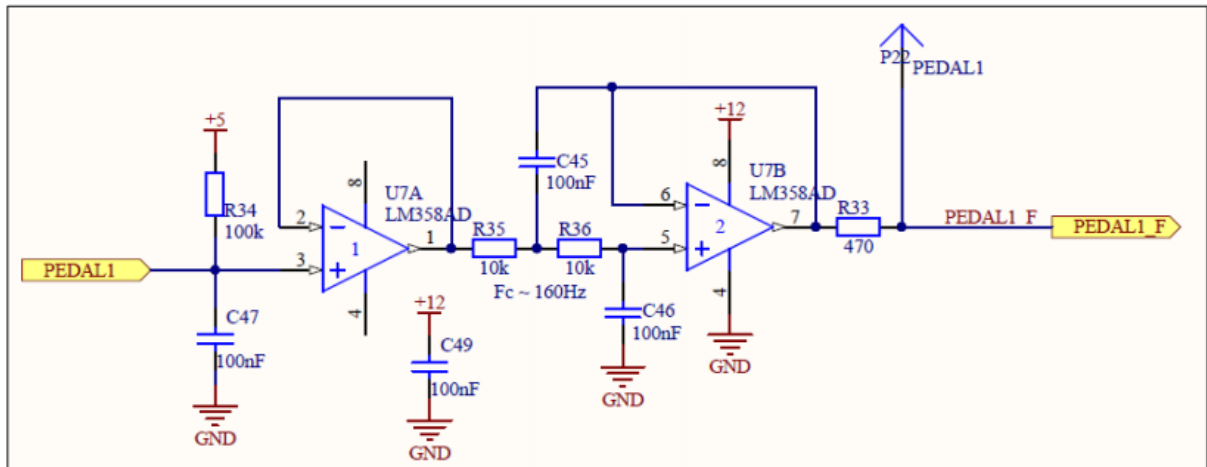 P22
PEDAL1
+5
+12
R34
100k
2
3
8
4
1
1
U7A
LM358AD
R35
10k
R36
10k
Fc ~ 160Hz
C45
100nF
6
5
8
4
2
7
U7B
LM358AD
R33
470
PEDAL1_F
PEDAL1_F
PEDAL1
C47
100nF
GND
+12
C49
100nF
GND
C46
100nF
GND
GND